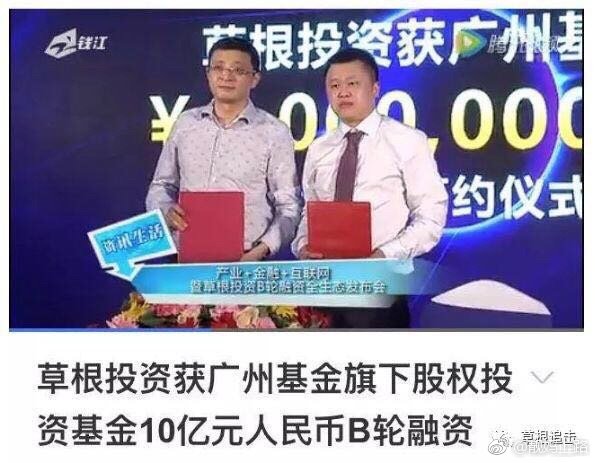 钱江
草根投资获广州基
腾讯视频
¥
,000,000
约仪式
资讯生活
产业+金融+互联网
暨草根投资B轮融资全生态发布会
草根投资获广州基金旗下股权投
资基金10亿元人民币B轮融资
草根追击